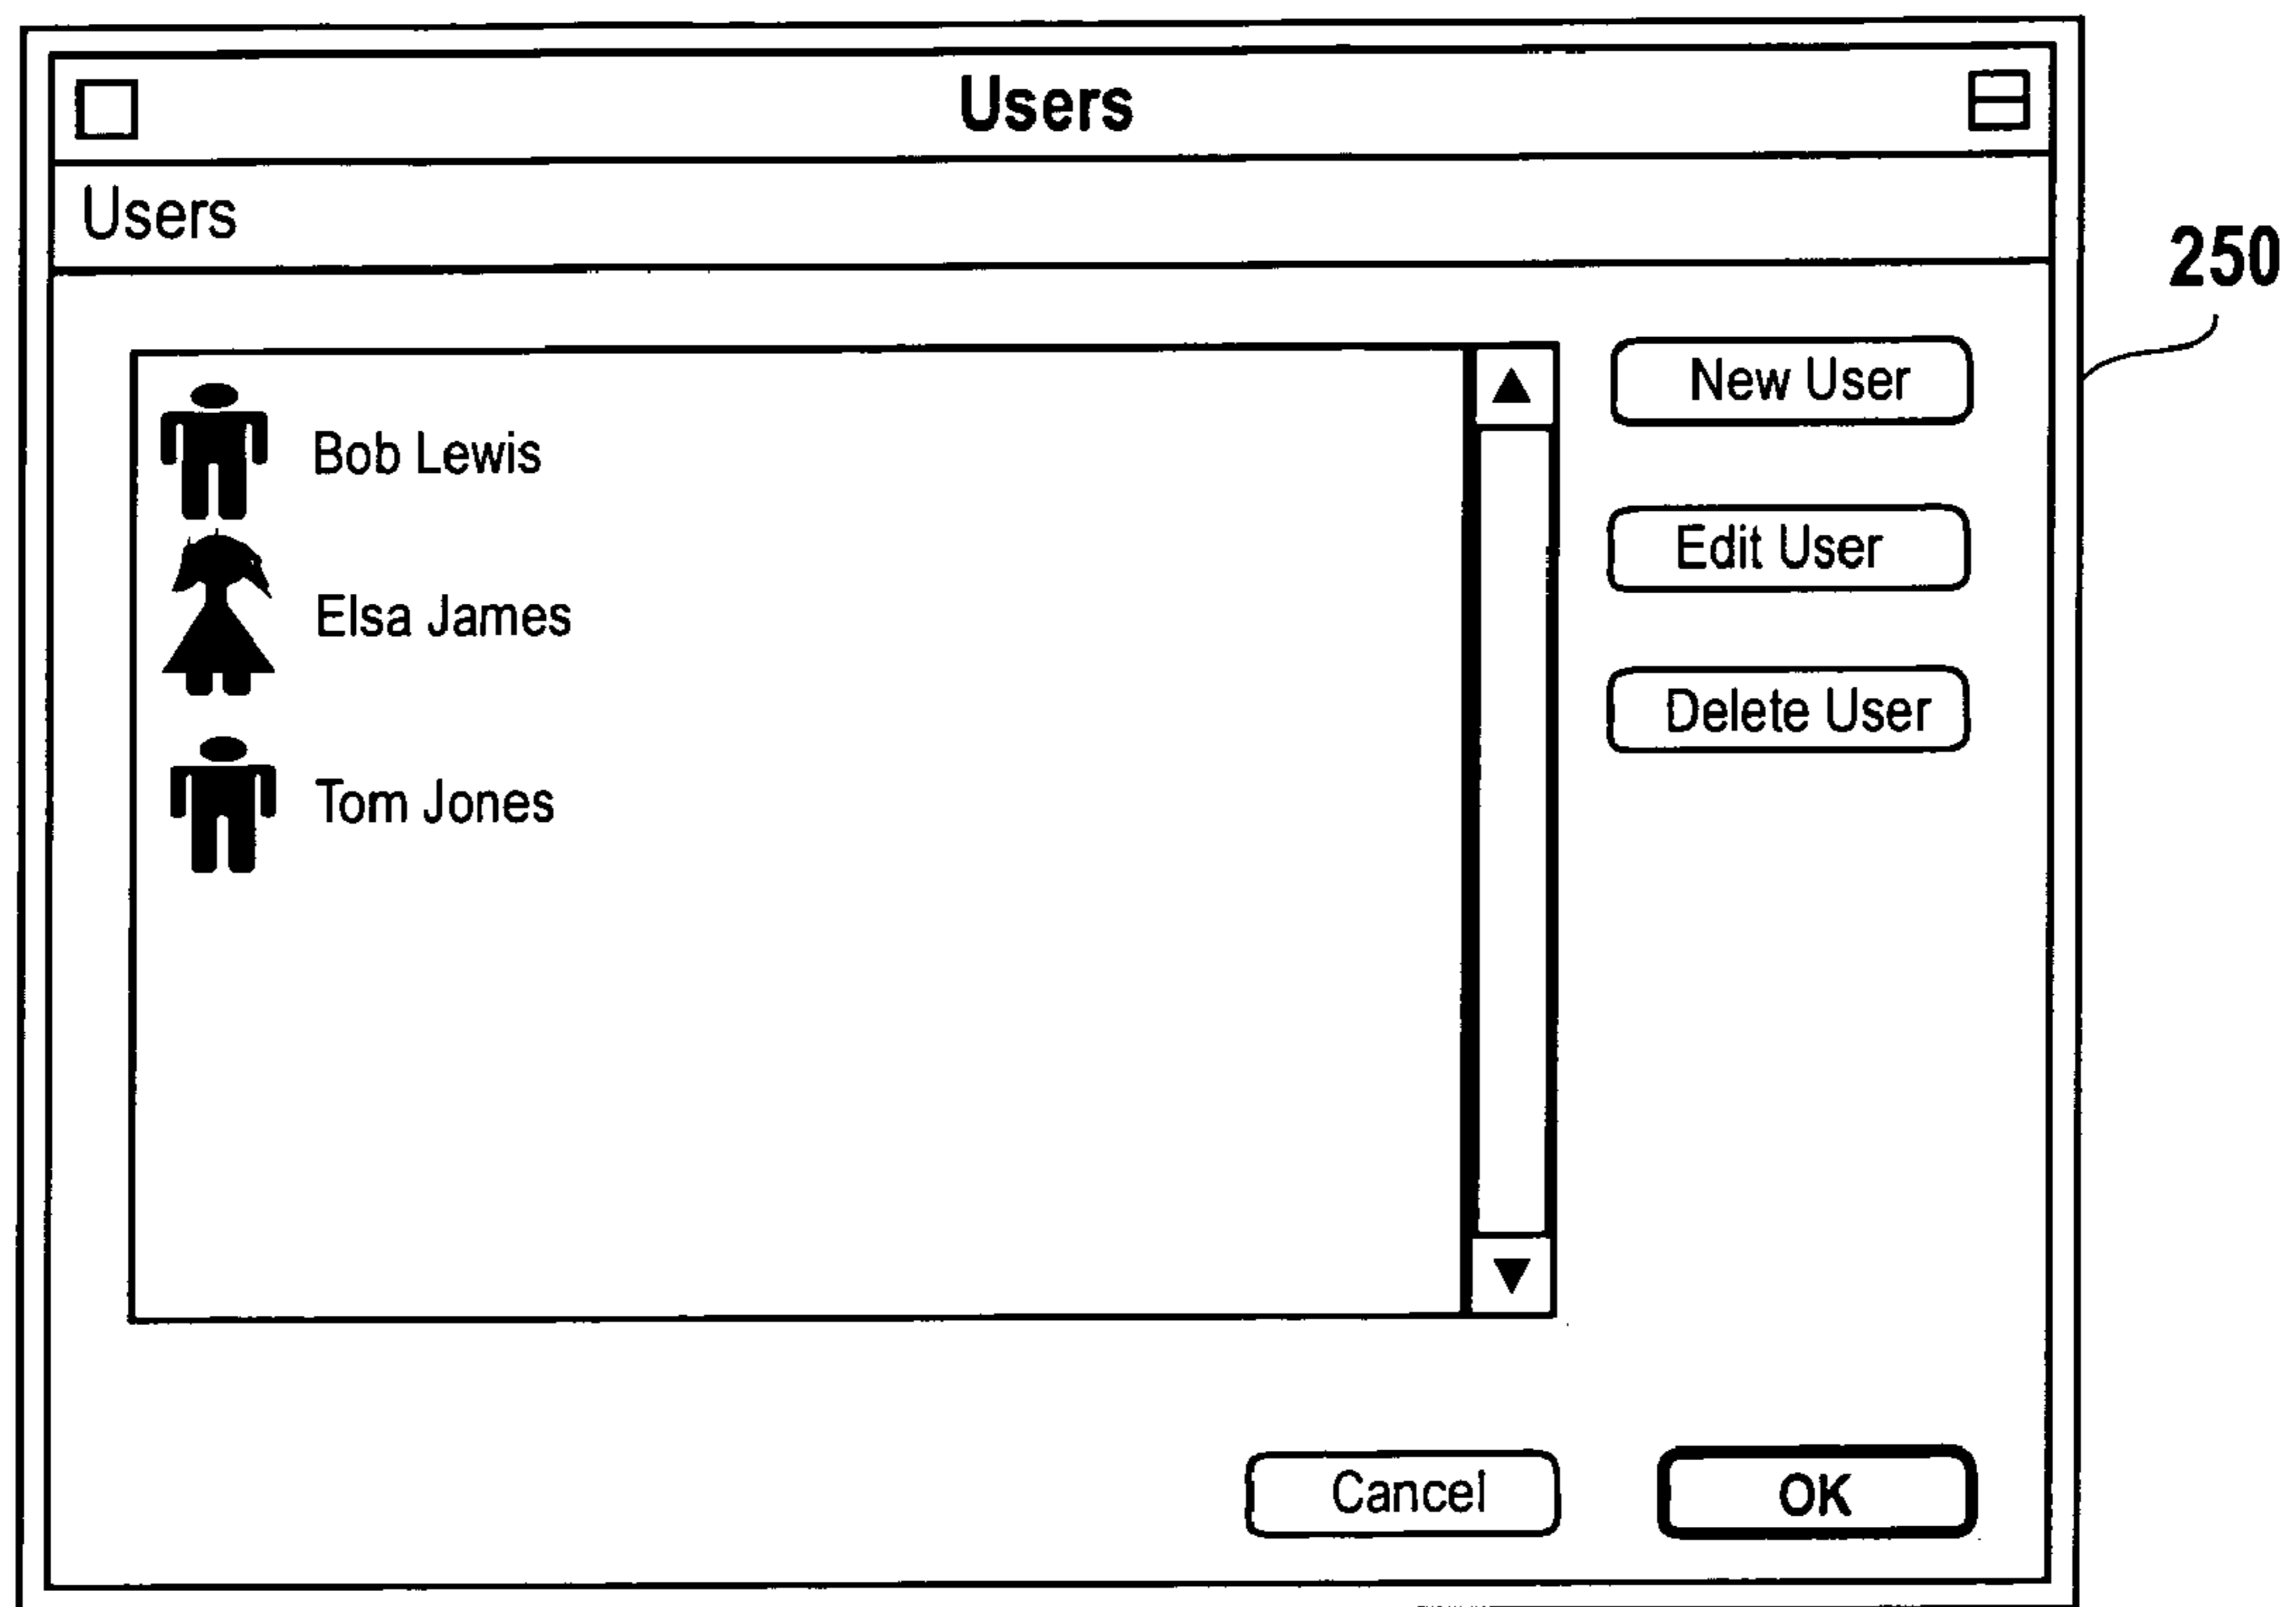 Users
Users
250
New User
Bob Lewis
Edit User
Elsa James
Delete User
Tom Jones
Cancel
OK